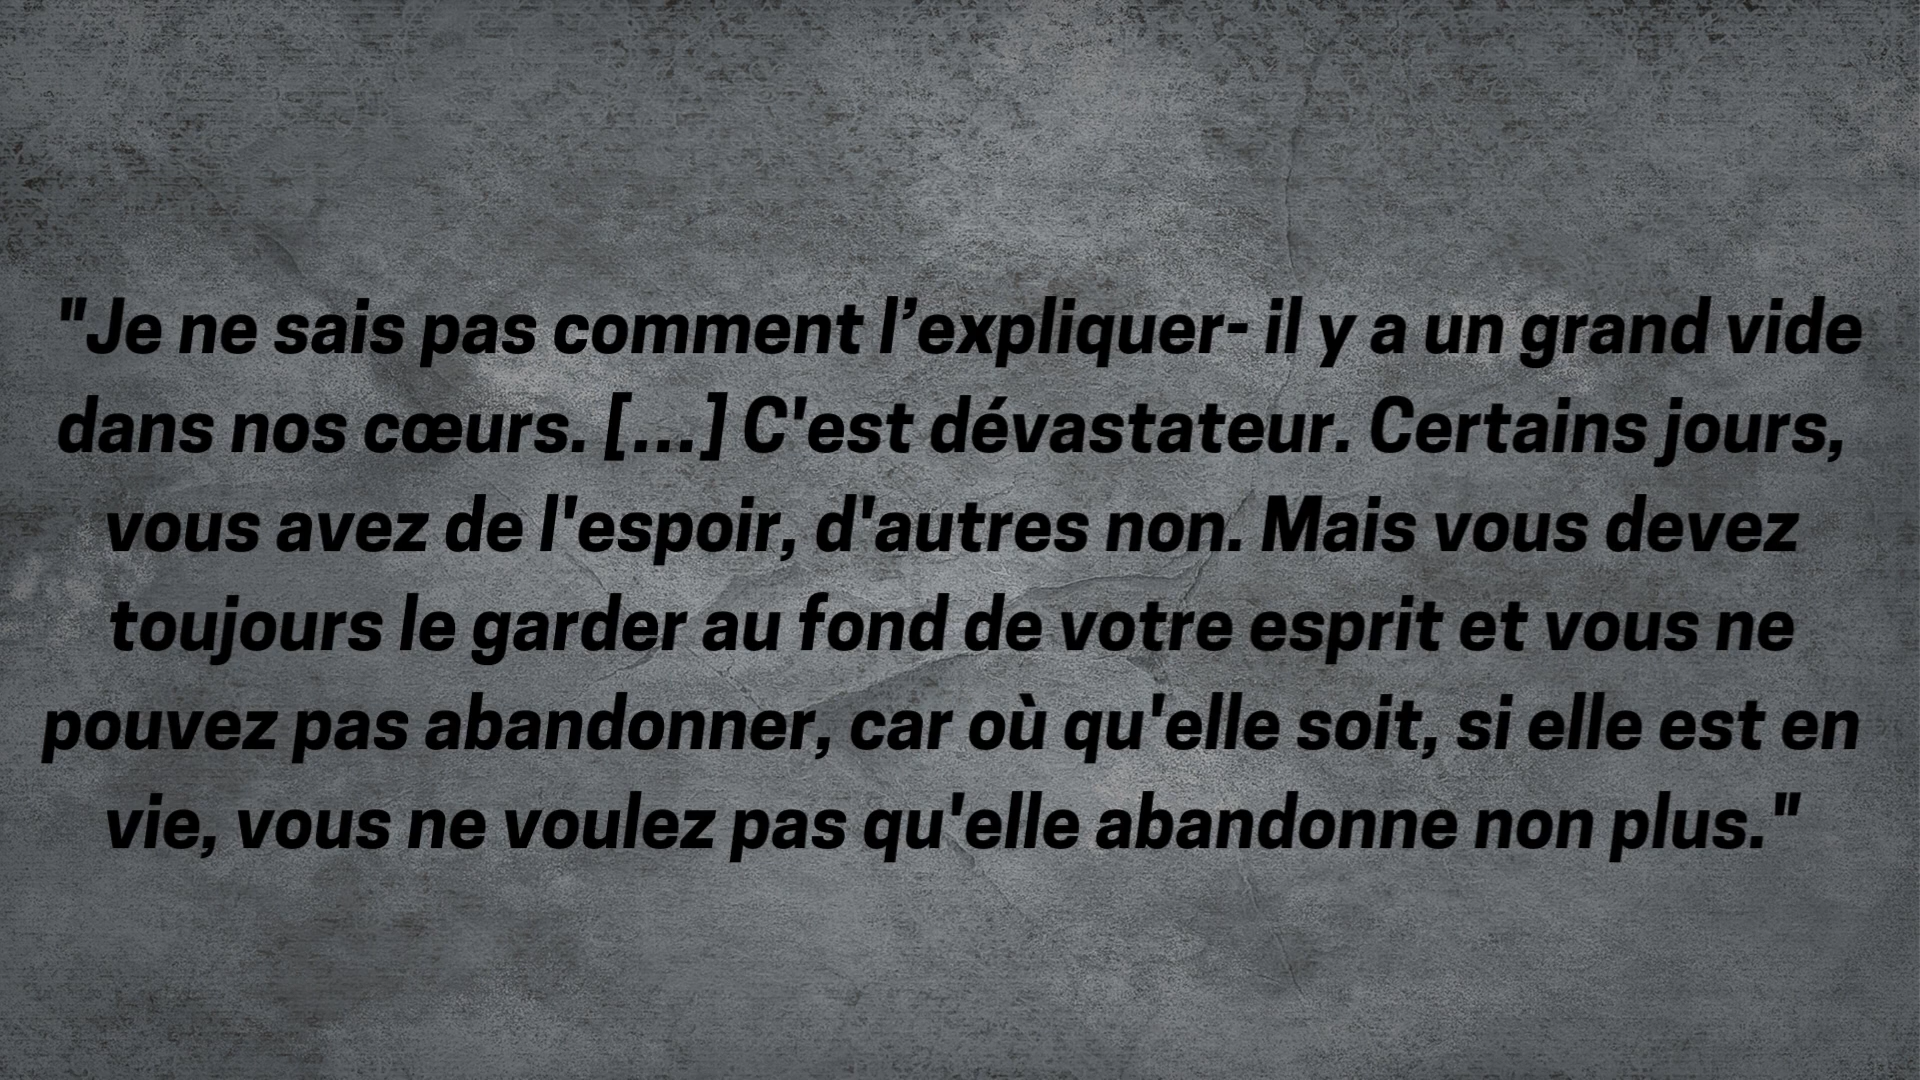 "Je ne sais pas comment l’expliquer- il y a un grand vide
dans nos cœurs. [...] C'est dévastateur. Certains jours,
vous avez de l'espoir, d'autres non. Mais vous devez
toujours le garder au fond de votre esprit et vous ne
pouvez pas abandonner, car où qu'elle soit, si elle est en
vie, vous ne voulez pas qu'elle abandonne non plus."